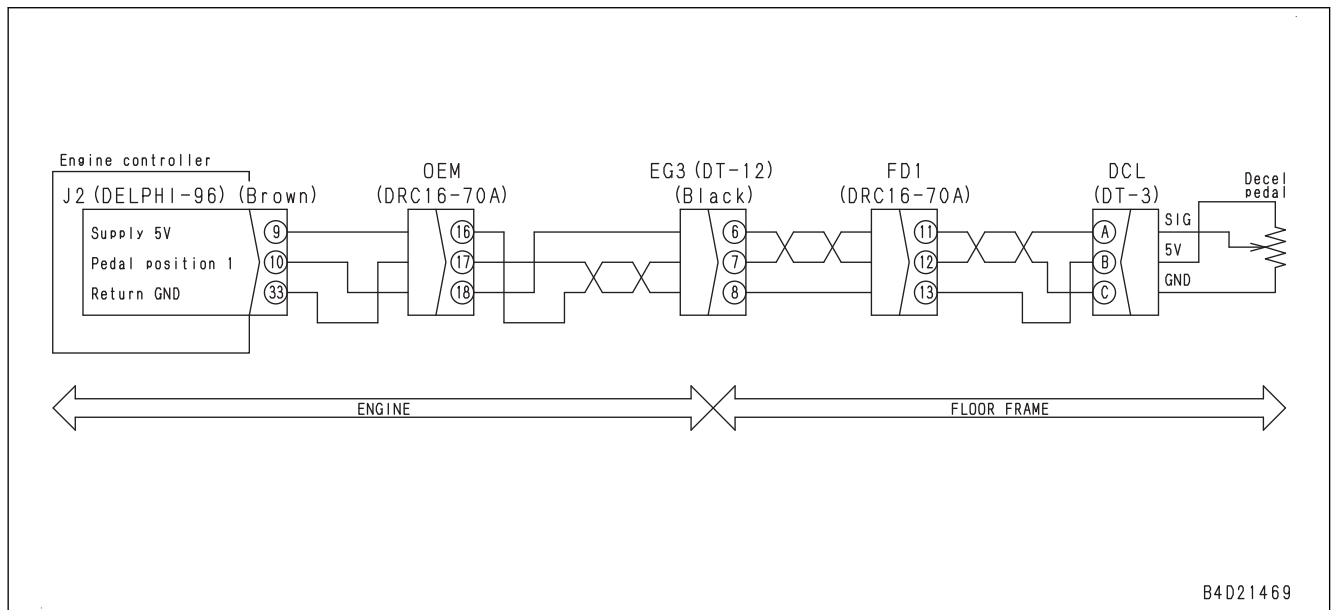 Engine controller
J2 (DELPHI-96) (Brown)
Supply 5V
Pedal position 1
Return GND
9
10
33
OEM
(DRC16-70A)
16
17
18
EG3 (DT-12)
(Black)
6
7
8
FD1
(DRC16-70A)
11
12
13
DCL
(DT-3)
A
B
C
SIG
5V
GND
Decel
pedal
ENGINE
FLOOR FRAME
B4D21469